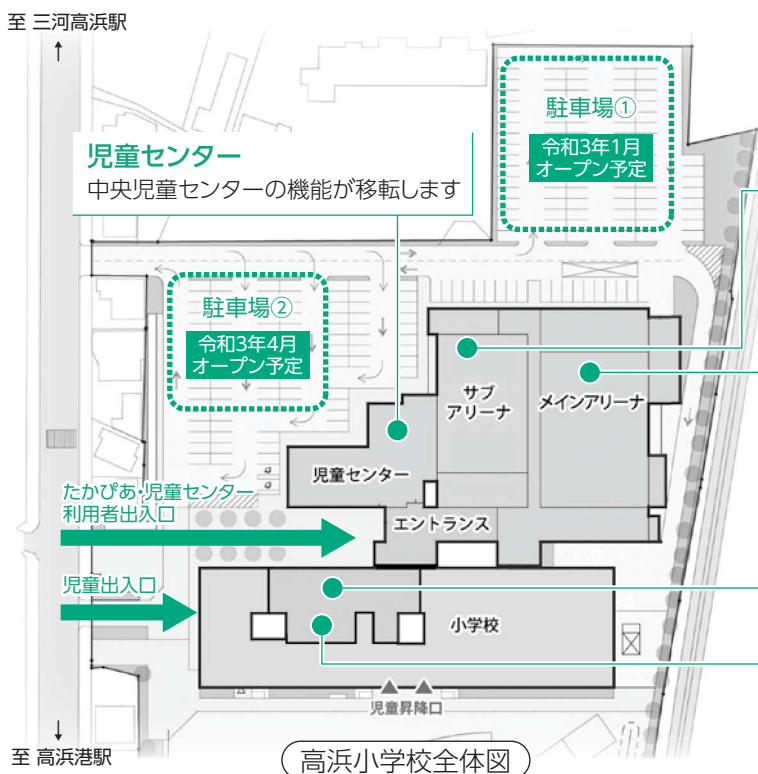 至 三河高浜駅
駐車場①
令和3年1月
オープン予定
児童センター
中央児童センターの機能が移転します
駐車場②
令和3年4月
オープン予定
サブ
アリーナ
メインアリーナ
児童センター
たかぴあ・児童センター
利用者出入口
エントランス
児童出入口
小学校
児童昇降口
至 高浜港駅
高浜小学校全体図